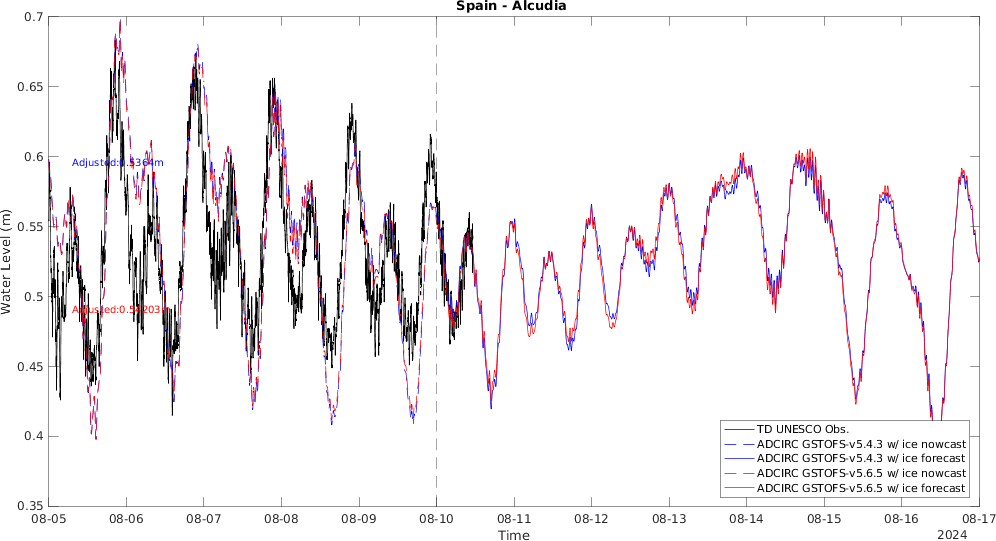 Spain - Alcudia
0.7
0.65
0.6
0.55
0.5
0.45
0.4
0.35
Water Level (m)
Adjusted:0.5364m
Adjusted:0.54203m
TD UNESCO Obs.
ADCIRC GSTOFS-v5.4.3 w/ ice nowcast
ADCIRC GSTOFS-v5.4.3 w/ ice forecast
ADCIRC GSTOFS-v5.6.5 w/ ice nowcast
ADCIRC GSTOFS-v5.6.5 w/ ice forecast
08-05 08-06 08-07 08-08 08-09 08-10 08-11 08-12 08-13 08-14 08-15 08-16 08-17
Time
2024